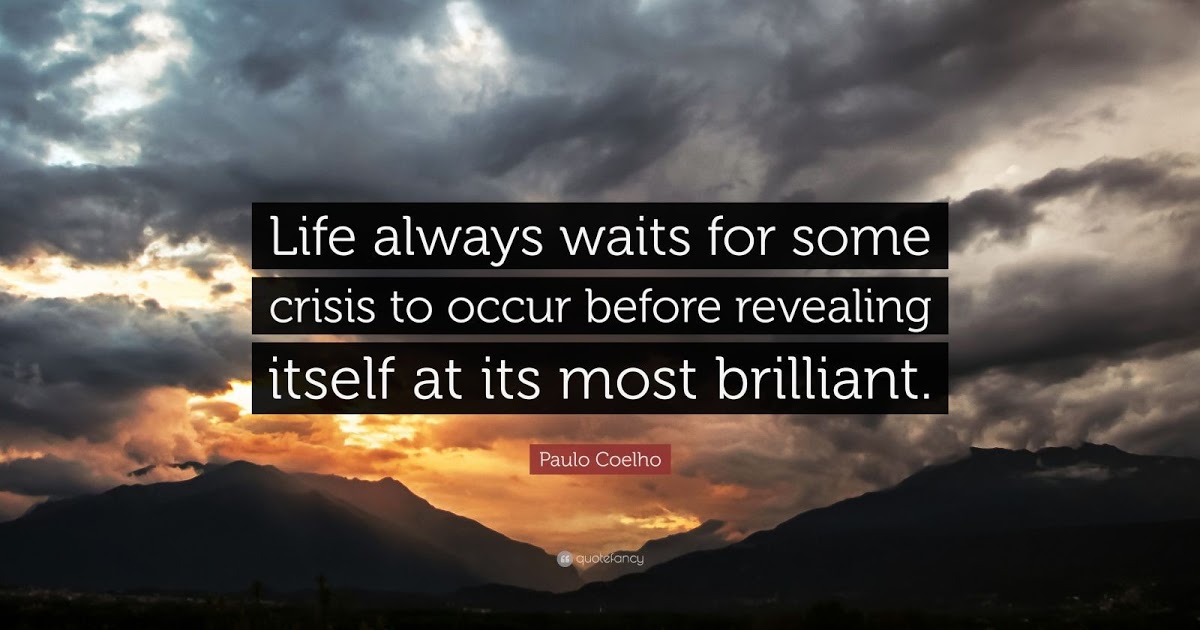 Life always waits for some
crisis to occur before revealing
itself at its most brilliant.
Paulo Coelho
quotefancy